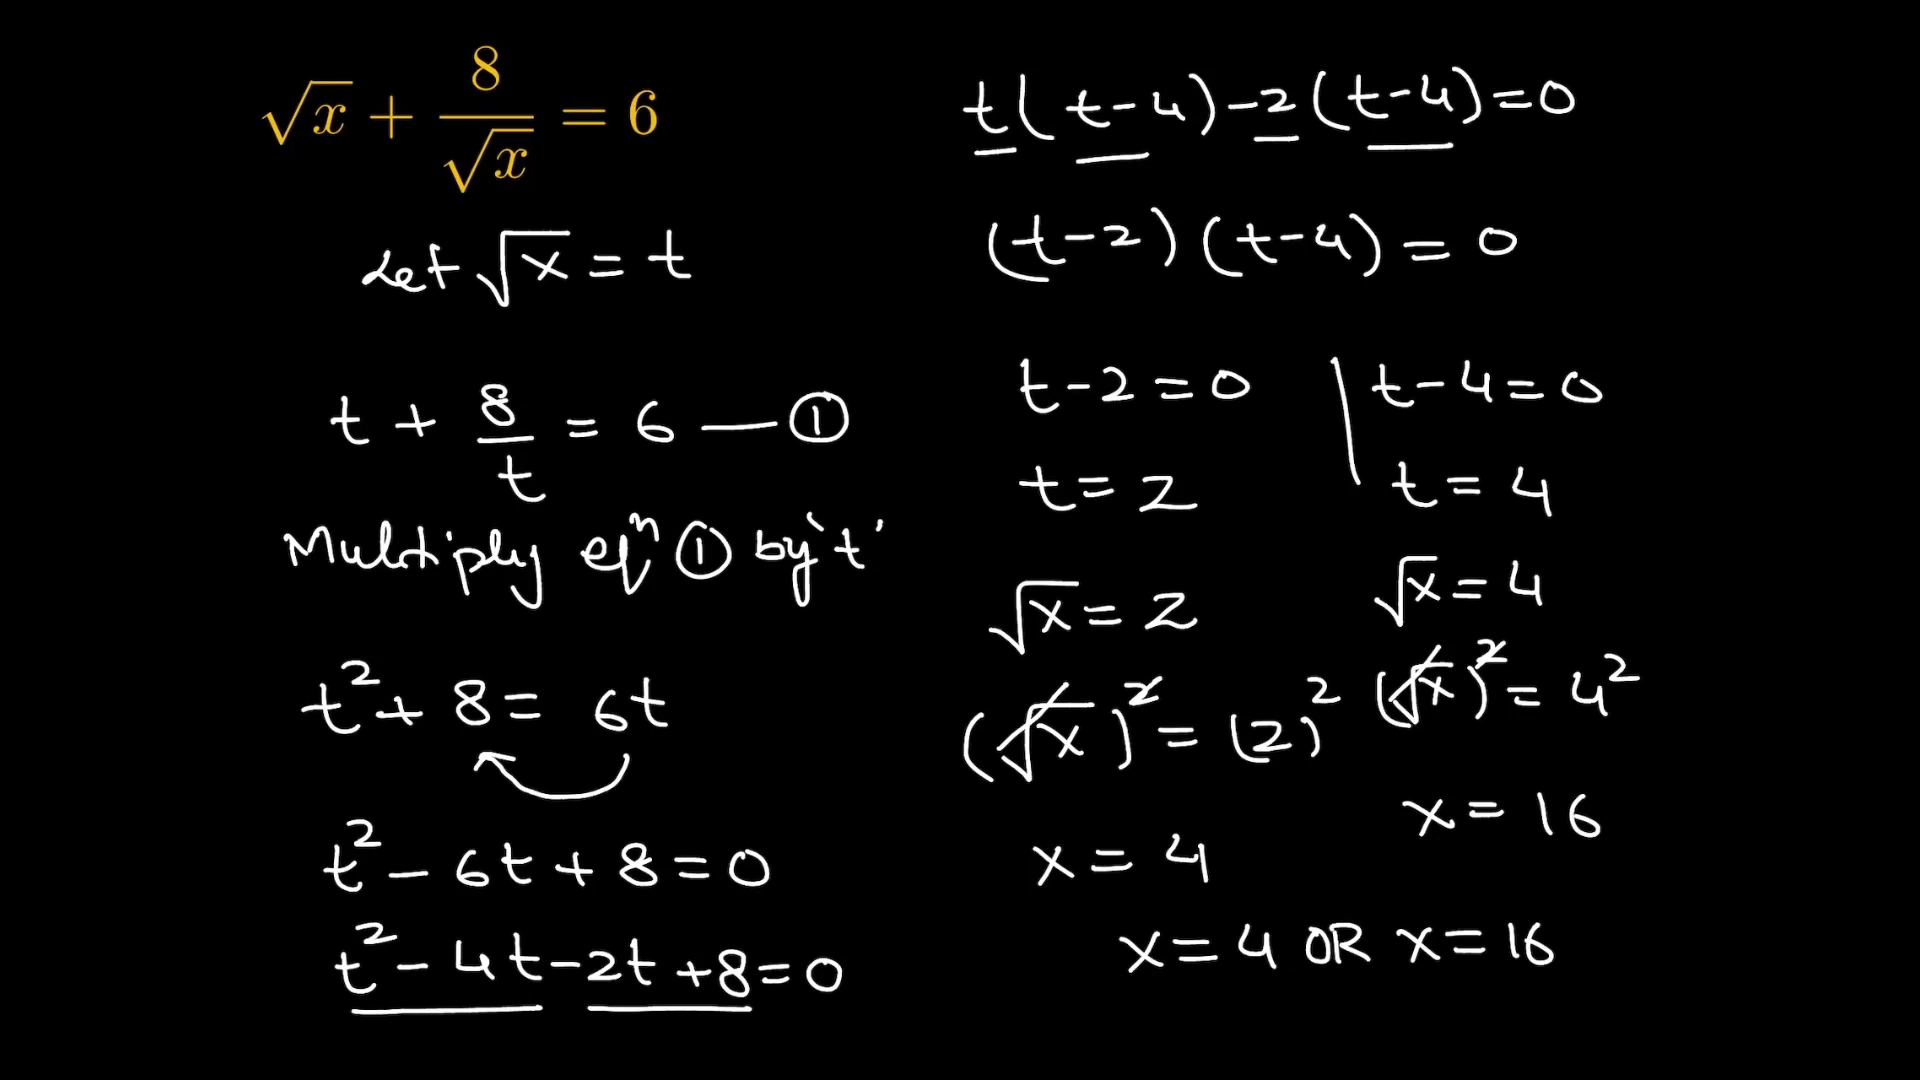 √x + 8/√x = 6
Let √x = t
t + 8/t = 6 — ①
Multiply eqⁿ ① by 't'
t² + 8 = 6t
t² - 6t + 8 = 0
t² - 4t - 2t + 8 = 0
t(t-4) - 2(t-4) = 0
(t-2)(t-4) = 0
t - 2 = 0 | t - 4 = 0
t = 2 t = 4
√x = 2 √x = 4
(√x)² = (2)² (√x)² = 4²
x = 4 x = 16
x = 4 OR x = 16